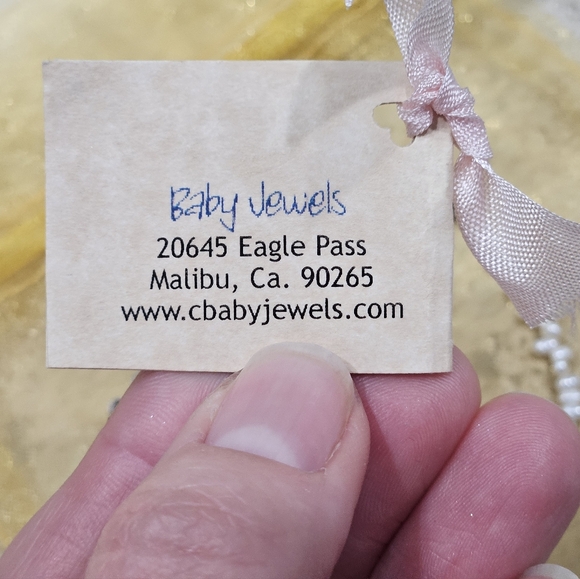 Baby Jewels
20645 Eagle Pass
Malibu, Ca. 90265
www.cbabyjewels.com